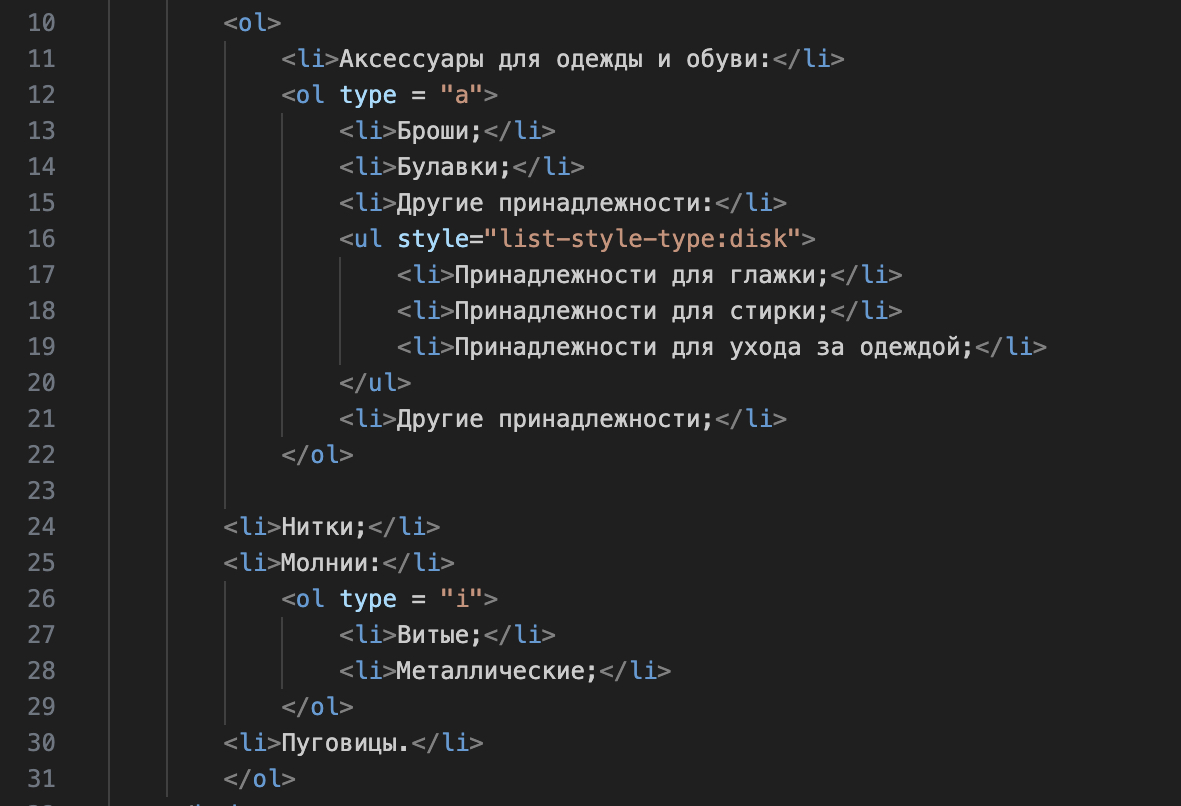 10 <ol>
11 <li>Аксессуары для одежды и обуви:</li>
12 <ol type = "a">
13 <li>Броши;</li>
14 <li>Булавки;</li>
15 <li>Другие принадлежности:</li>
16 <ul style="list-style-type:disk">
17 <li>Принадлежности для глажки;</li>
18 <li>Принадлежности для стирки;</li>
19 <li>Принадлежности для ухода за одеждой;</li>
20 </ul>
21 <li>Другие принадлежности;</li>
22 </ol>
23
24 <li>Нитки;</li>
25 <li>Молнии:</li>
26 <ol type = "i">
27 <li>Витые;</li>
28 <li>Металлические;</li>
29 </ol>
30 <li>Пуговицы.</li>
31 </ol>